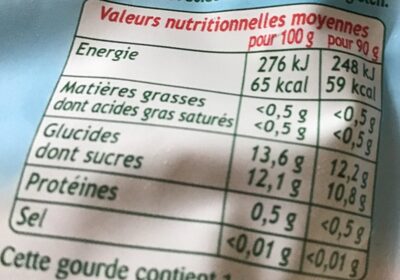 Valeurs nutritionnelles moyennes
pour 100 g pour 90 g
Energie 276 kJ 248 kJ
65 kcal 59 kcal
Matières grasses <0,5 g <0,5 g
dont acides gras saturés <0,5 g <0,5 g
Glucides 13,6 g 12,2 g
dont sucres 12,1 g 10,8 g
Protéines 0,5 g <0,5 g
Sel <0,01 g <0,01 g
Cette gourde contient